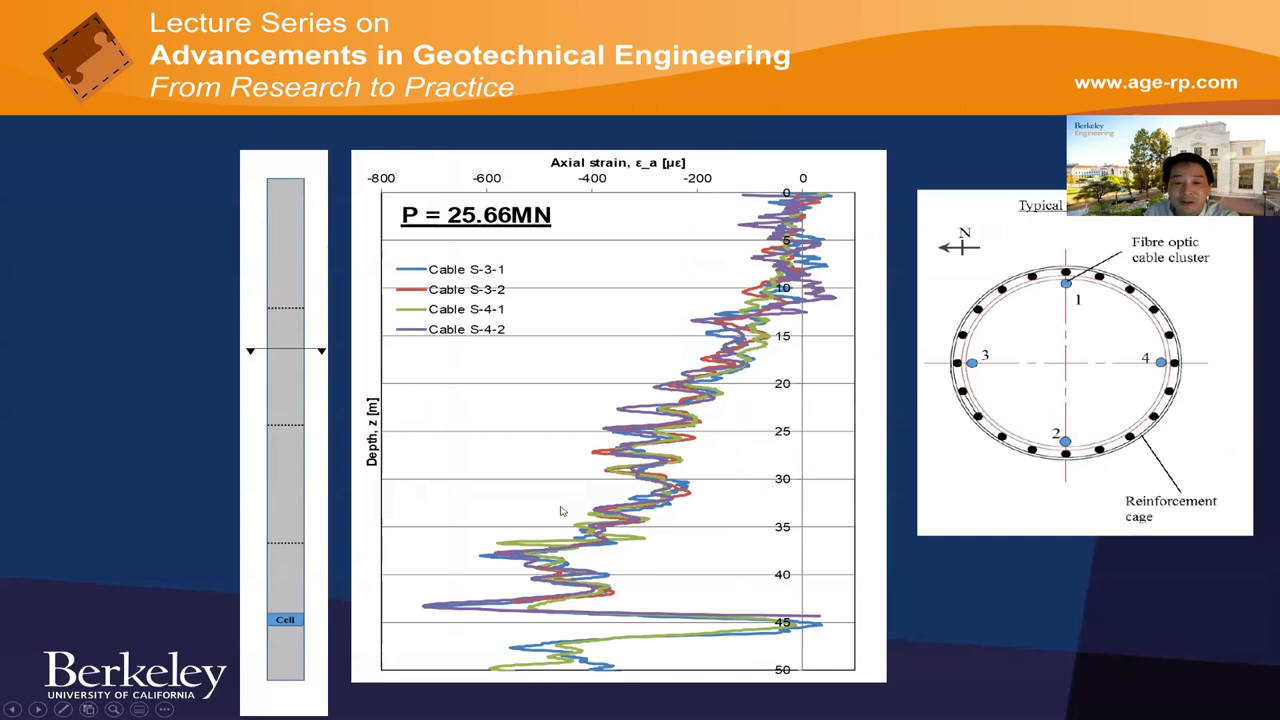 Lecture Series on
Advancements in Geotechnical Engineering
From Research to Practice
www.age-rp.com
Berkeley
Engineering
Axial strain, ε_a [με]
-800 -600 -400 -200 0
P = 25.66MN
Cable S-3-1
Cable S-3-2
Cable S-4-1
Cable S-4-2
Depth, z [m]
0
5
10
15
20
25
30
35
40
45
50
Cell
Typical
N
Fibre optic
cable cluster
1
3
4
2
Reinforcement
cage
Berkeley
UNIVERSITY OF CALIFORNIA